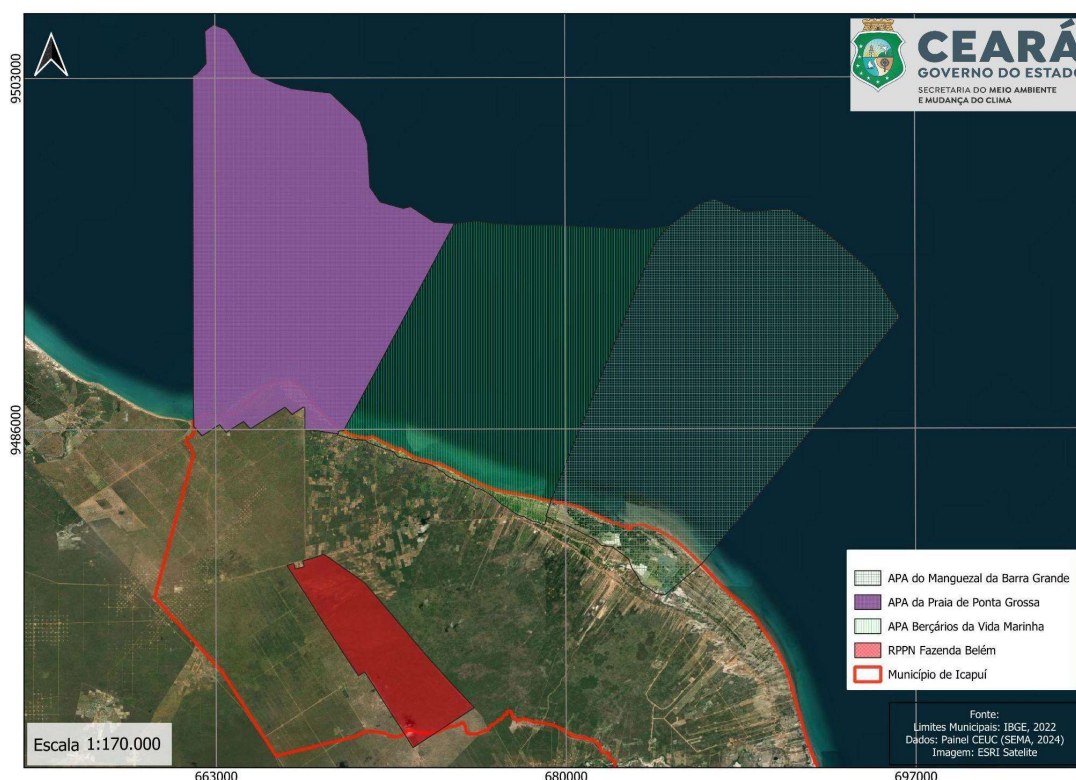 CEARÁ
GOVERNO DO ESTADO
SECRETARIA DO MEIO AMBIENTE
E MUDANÇA DO CLIMA
9503000
9486000
APA do Manguezal da Barra Grande
APA da Praia de Ponta Grossa
APA Berçários da Vida Marinha
RPPN Fazenda Belém
Município de Icapuí
Fonte:
Limites Municipais: IBGE, 2022
Dados: Painel CEUC (SEMA, 2024)
Imagem: ESRI Satelite
Escala 1:170.000
663000
680000
697000